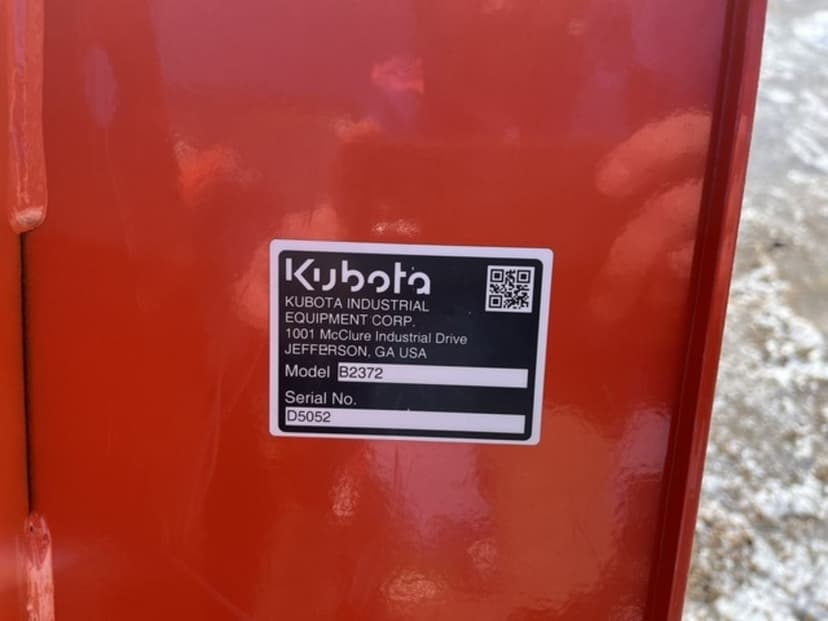 Kubota
KUBOTA INDUSTRIAL
EQUIPMENT CORP.
1001 McClure Industrial Drive
JEFFERSON, GA USA
Model B2372
Serial No.
D5052